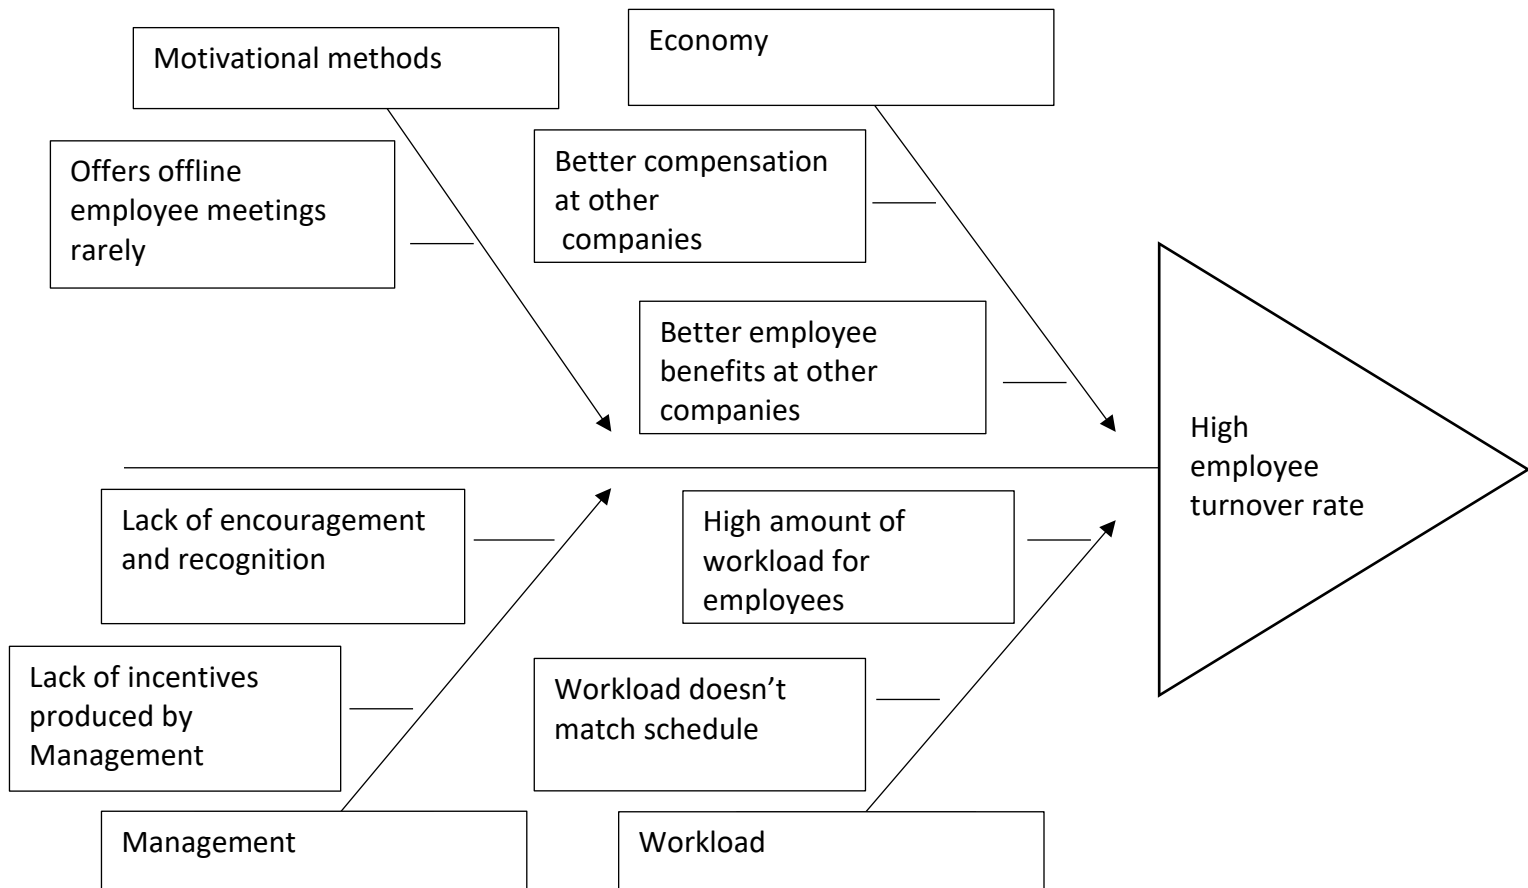 Motivational methods
Economy
Offers offline
employee meetings
rarely
Better compensation
at other
companies
Better employee
benefits at other
companies
High
employee
turnover rate
Lack of encouragement
and recognition
High amount of
workload for
employees
Lack of incentives
produced by
Management
Workload doesn’t
match schedule
Management
Workload